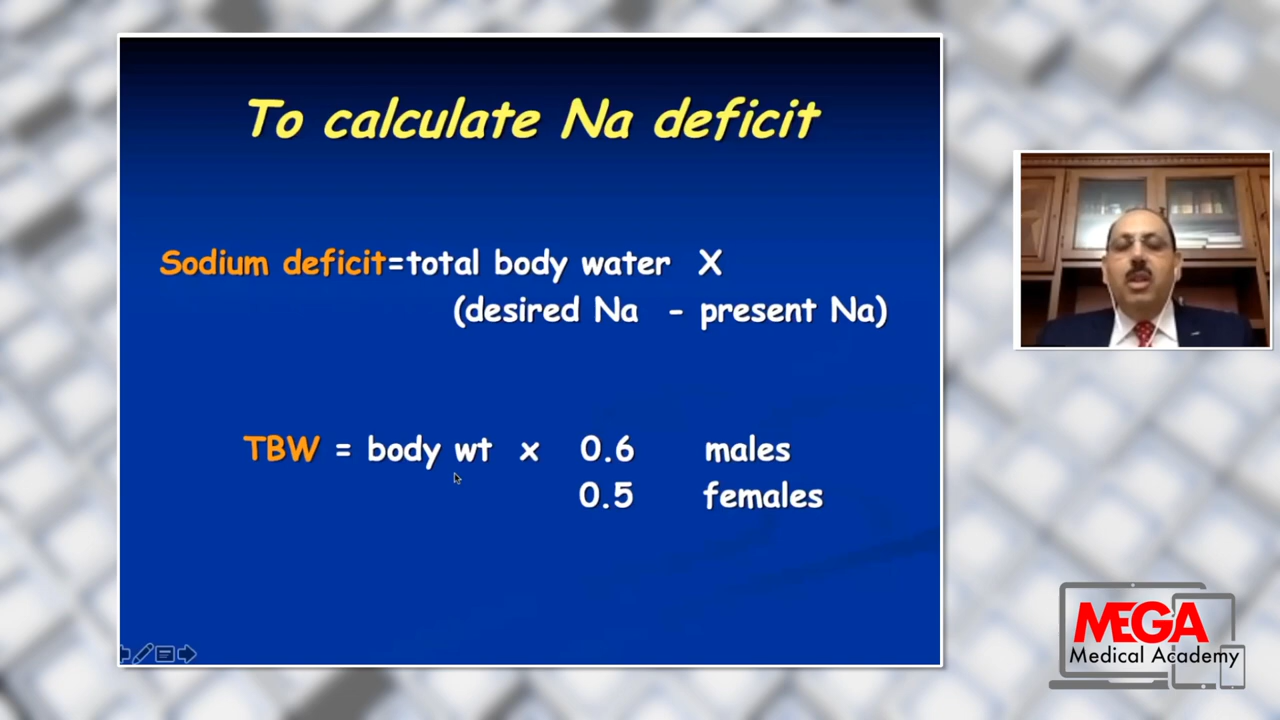 To calculate Na deficit
Sodium deficit=total body water X
(desired Na - present Na)
TBW = body wt x 0.6 males
0.5 females
MEGA
Medical Academy